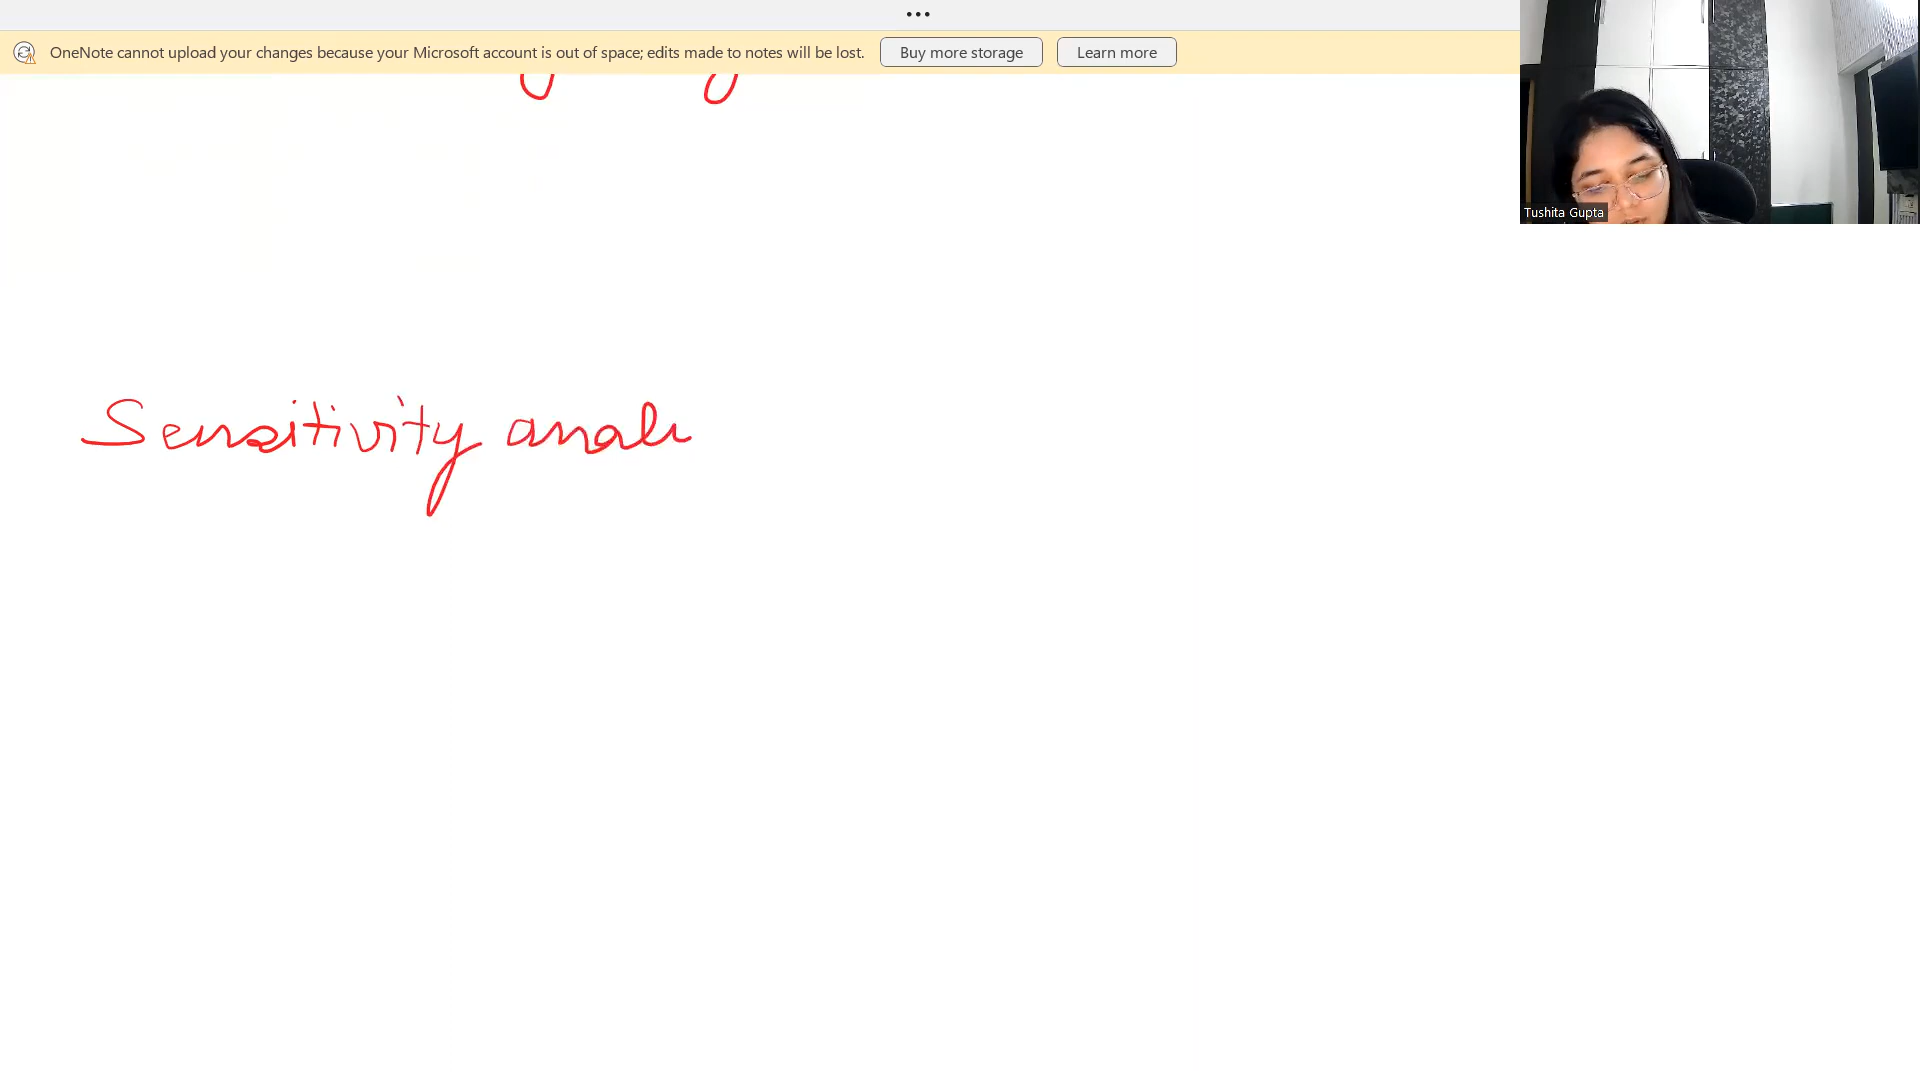 OneNote cannot upload your changes because your Microsoft account is out of space; edits made to notes will be lost. Buy more storage Learn more
Tushita Gupta
Sensitivity anal